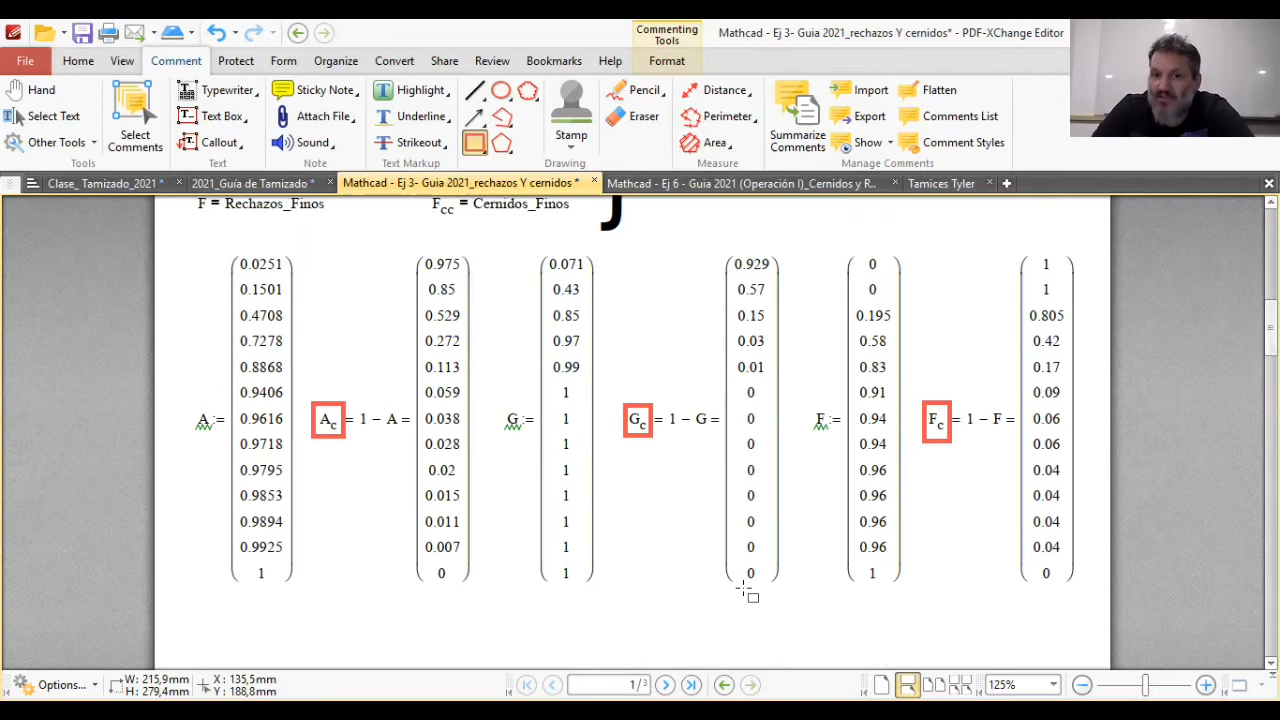 Commenting Tools
Mathcad - Ej 3- Guia 2021_rechazos Y cernidos* - PDF-XChange Editor
File Home View Comment Protect Form Organize Convert Share Review Bookmarks Help Format
Hand
Select Text
Other Tools
Tools
Select Comments
Typewriter
Text Box
Callout
Text
Sticky Note
Attach File
Sound
Note
Highlight
Underline
Strikeout
Text Markup
Pencil
Eraser
Stamp
Drawing
Distance
Perimeter
Area
Measure
Summarize Comments
Import
Export
Show
Flatten
Comments List
Comment Styles
Manage Comments
Clase_ Tamizado_2021 *
2021_Guía de Tamizado *
Mathcad - Ej 3- Guia 2021_rechazos Y cernidos *
Mathcad - Ej 6 - Guia 2021 (Operación I)_Cernidos y R..
Tamices Tyler
F = Rechazos_Finos
Fcc = Cernidos_Finos
0.0251 0.975 0.071 0.929 0 1
0.1501 0.85 0.43 0.57 0 1
0.4708 0.529 0.85 0.15 0.195 0.805
0.7278 0.272 0.97 0.03 0.58 0.42
0.8868 0.113 0.99 0.01 0.83 0.17
0.9406 0.059 1 0 0.91 0.09
A := 0.9616 Ac = 1 − A = 0.038 G := 1 Gc = 1 − G = 0 F := 0.94 Fc = 1 − F = 0.06
0.9718 0.028 1 0 0.94 0.06
0.9795 0.02 1 0 0.96 0.04
0.9853 0.015 1 0 0.96 0.04
0.9894 0.011 1 0 0.96 0.04
0.9925 0.007 1 0 0.96 0.04
1 0 1 0 1 0
Options...
W: 215,9mm
H: 279,4mm
X: 135,5mm
Y: 188,8mm
1/3
125%